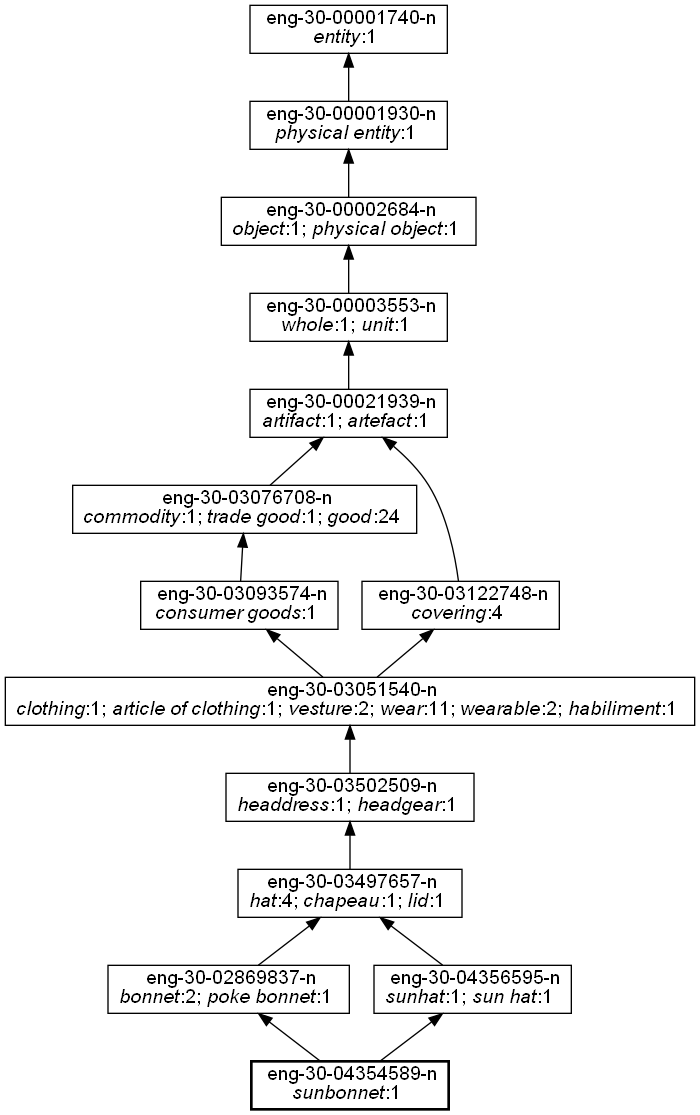 eng-30-00001740-n
entity:1
eng-30-00001930-n
physical entity:1
eng-30-00002684-n
object:1; physical object:1
eng-30-00003553-n
whole:1; unit:1
eng-30-00021939-n
artifact:1; artefact:1
eng-30-03076708-n
commodity:1; trade good:1; good:24
eng-30-03093574-n
consumer goods:1
eng-30-03122748-n
covering:4
eng-30-03051540-n
clothing:1; article of clothing:1; vesture:2; wear:11; wearable:2; habiliment:1
eng-30-03502509-n
headdress:1; headgear:1
eng-30-03497657-n
hat:4; chapeau:1; lid:1
eng-30-02869837-n
bonnet:2; poke bonnet:1
eng-30-04356595-n
sunhat:1; sun hat:1
eng-30-04354589-n
sunbonnet:1